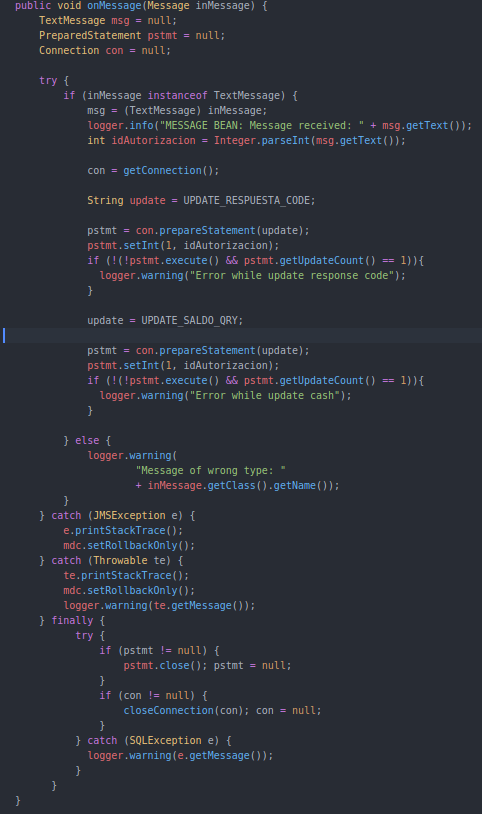 public void onMessage(Message inMessage) {
    TextMessage msg = null;
    PreparedStatement pstmt = null;
    Connection con = null;

    try {
        if (inMessage instanceof TextMessage) {
            msg = (TextMessage) inMessage;
            logger.info("MESSAGE BEAN: Message received: " + msg.getText());
            int idAutorizacion = Integer.parseInt(msg.getText());

            con = getConnection();

            String update = UPDATE_RESPUESTA_CODE;

            pstmt = con.prepareStatement(update);
            pstmt.setInt(1, idAutorizacion);
            if (!(!pstmt.execute() && pstmt.getUpdateCount() == 1)){
              logger.warning("Error while update response code");
            }

            update = UPDATE_SALDO_QRY;

            pstmt = con.prepareStatement(update);
            pstmt.setInt(1, idAutorizacion);
            if (!(!pstmt.execute() && pstmt.getUpdateCount() == 1)){
              logger.warning("Error while update cash");
            }

        } else {
            logger.warning(
                    "Message of wrong type: "
                    + inMessage.getClass().getName());
        }
    } catch (JMSException e) {
        e.printStackTrace();
        mdc.setRollbackOnly();
    } catch (Throwable te) {
        te.printStackTrace();
        mdc.setRollbackOnly();
        logger.warning(te.getMessage());
    } finally {
          try {
              if (pstmt != null) {
                  pstmt.close(); pstmt = null;
              }
              if (con != null) {
                  closeConnection(con); con = null;
              }
          } catch (SQLException e) {
            logger.warning(e.getMessage());
          }
      }
}